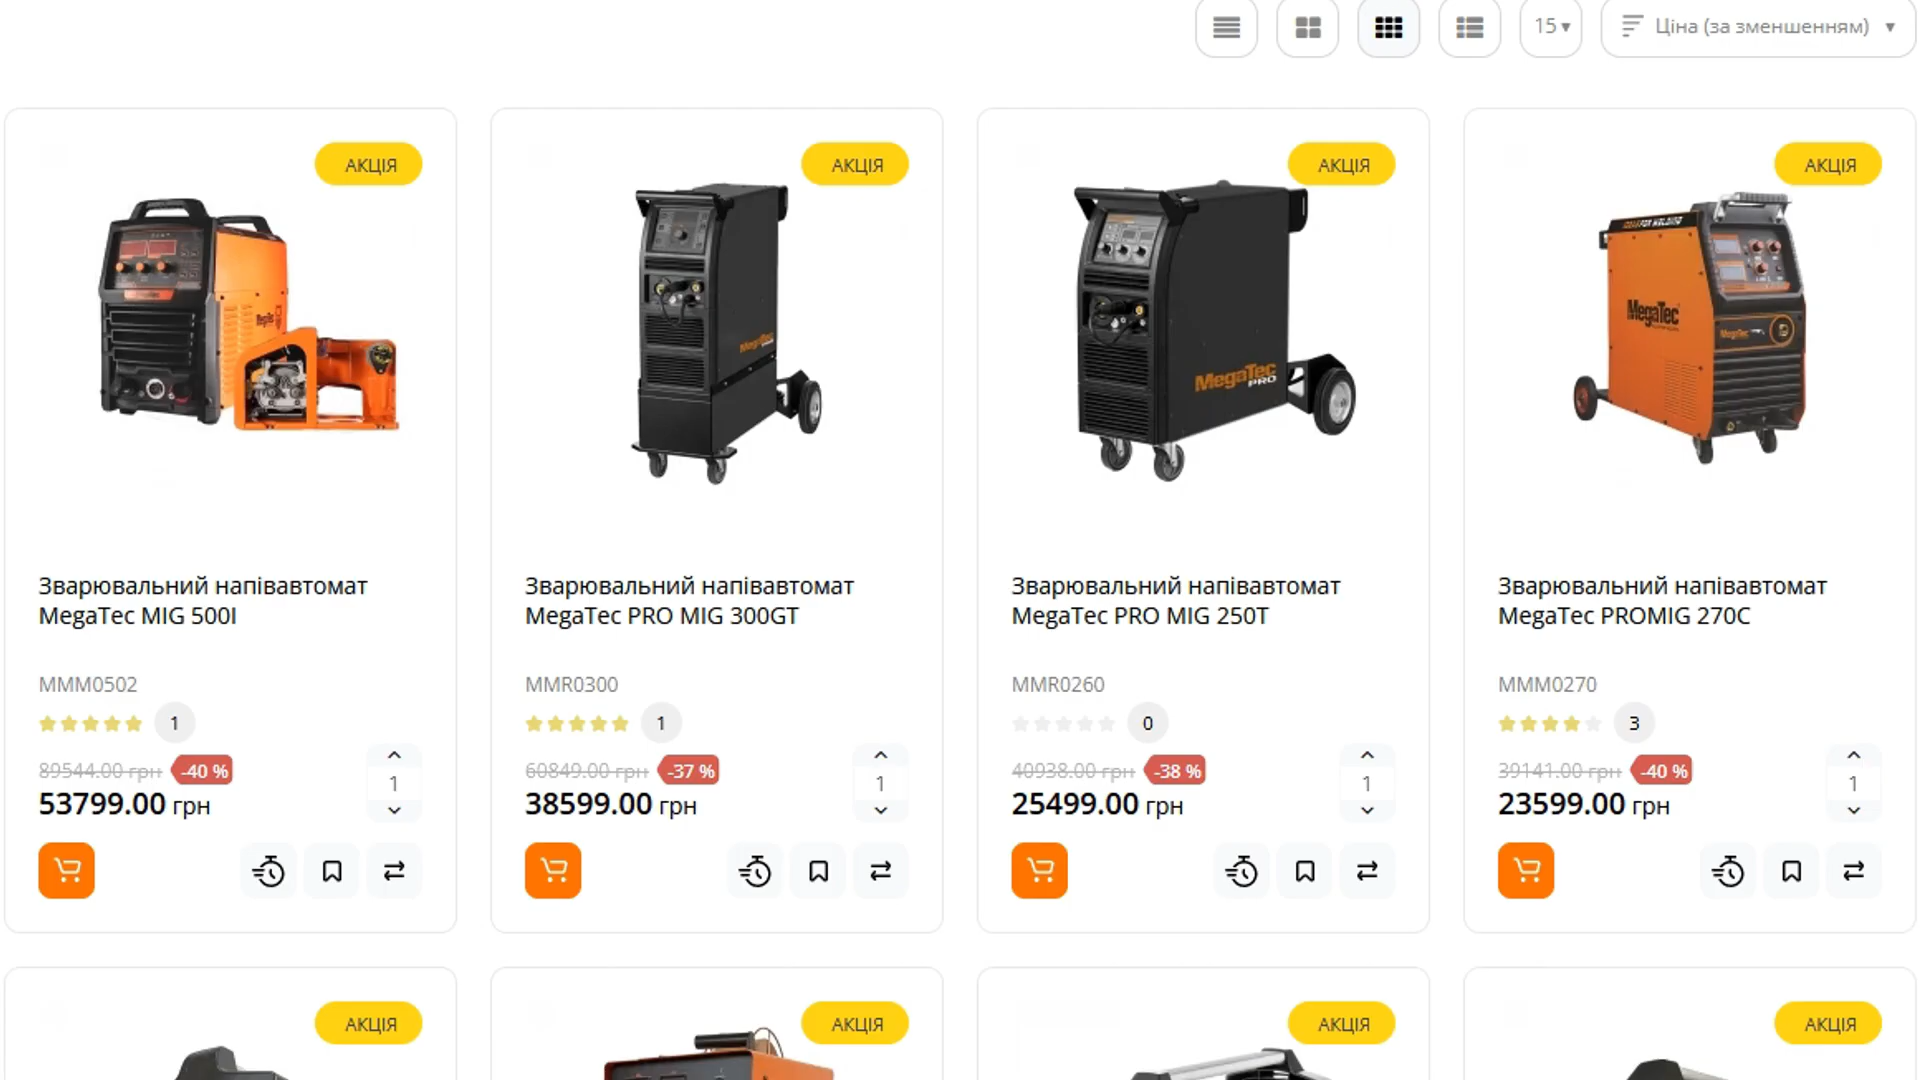 15 ▾ Ціна (за зменшенням) ▼
АКЦІЯ АКЦІЯ АКЦІЯ АКЦІЯ
MegaTec
MegaTec
MegaTec
PRO
FOR WELDING
MegaTec
MegaTec
Зварювальний напівавтомат
MegaTec MIG 500I
MMM0502
1
89544.00 грн -40 %
53799.00 грн
1
Зварювальний напівавтомат
MegaTec PRO MIG 300GT
MMR0300
1
60849.00 грн -37 %
38599.00 грн
1
Зварювальний напівавтомат
MegaTec PRO MIG 250T
MMR0260
0
40938.00 грн -38 %
25499.00 грн
1
Зварювальний напівавтомат
MegaTec PROMIG 270C
MMM0270
3
39141.00 грн -40 %
23599.00 грн
1
АКЦІЯ АКЦІЯ АКЦІЯ АКЦІЯ